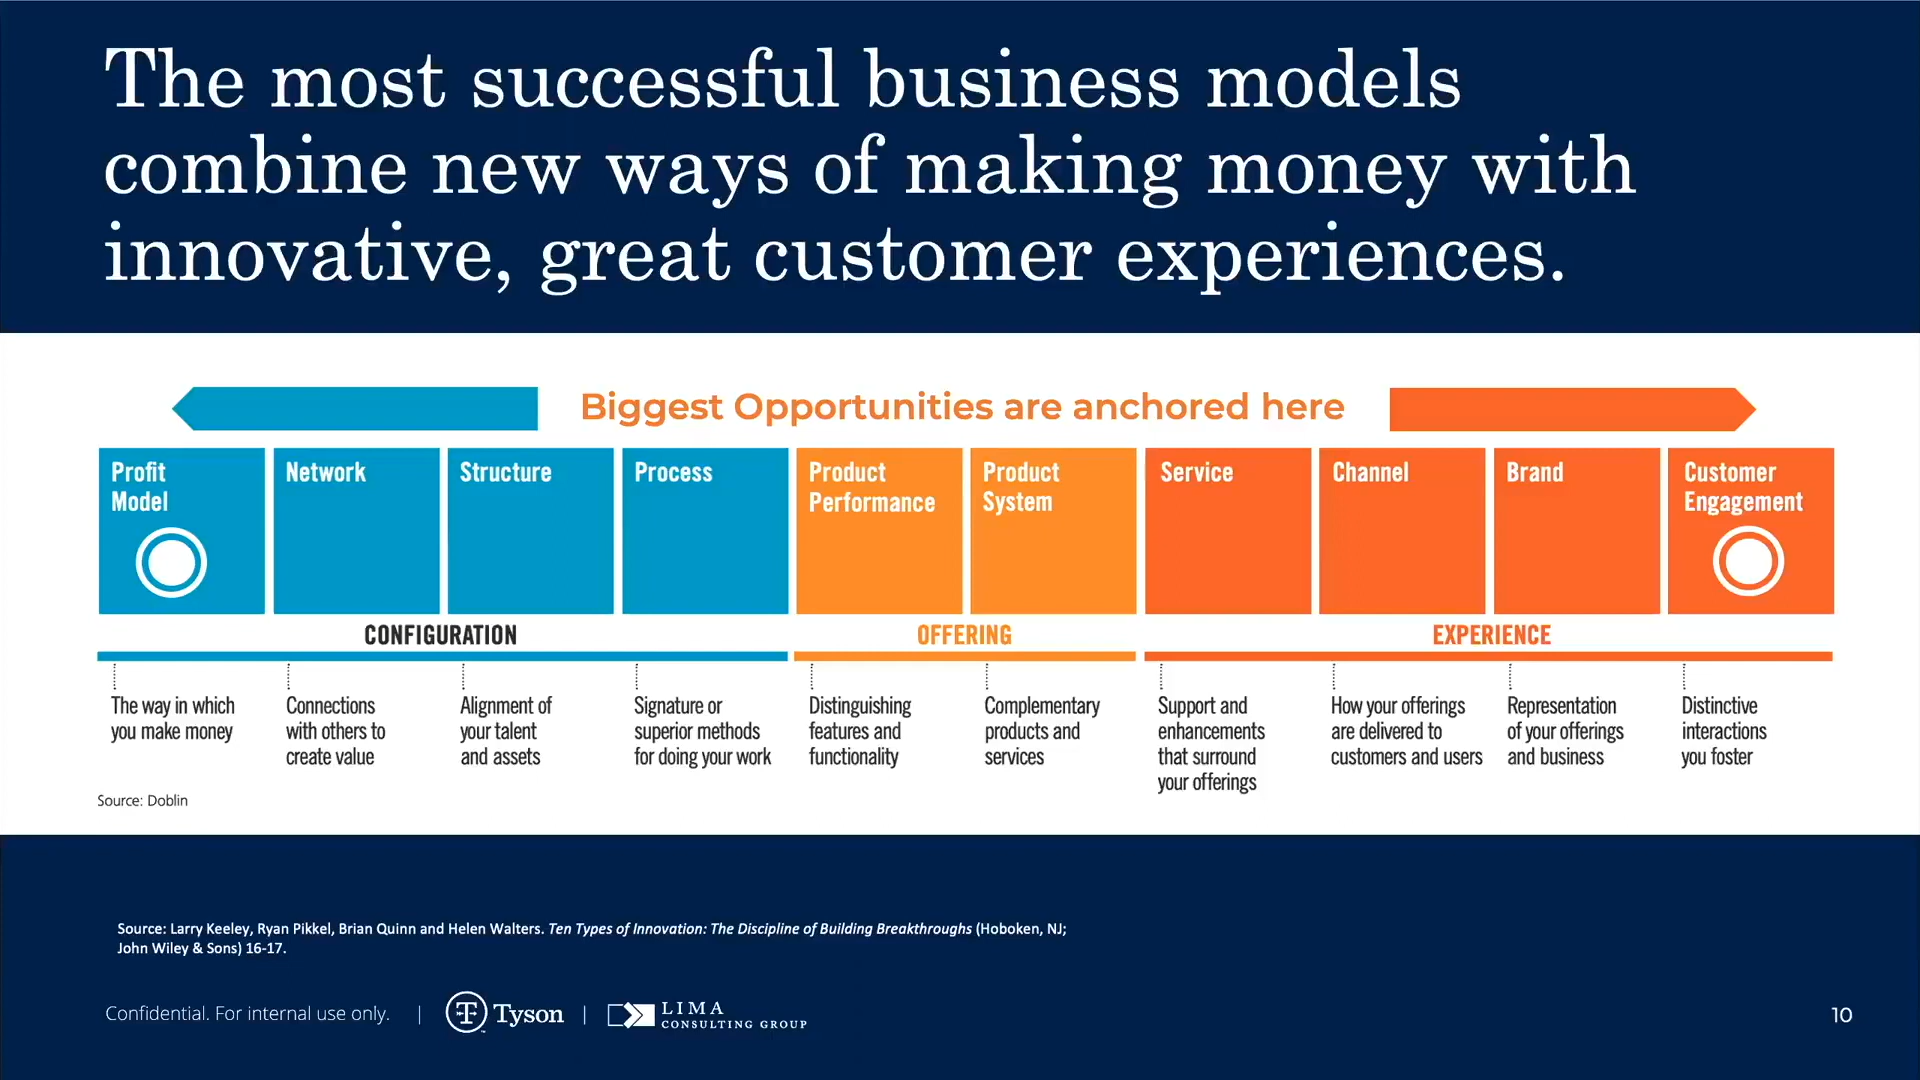 The most successful business models
combine new ways of making money with
innovative, great customer experiences.
Biggest Opportunities are anchored here
Profit
Model
Network
Structure
Process
Product
Performance
Product
System
Service
Channel
Brand
Customer
Engagement
CONFIGURATION
OFFERING
EXPERIENCE
The way in which
you make money
Connections
with others to
create value
Alignment of
your talent
and assets
Signature or
superior methods
for doing your work
Distinguishing
features and
functionality
Complementary
products and
services
Support and
enhancements
that surround
your offerings
How your offerings
are delivered to
customers and users
Representation
of your offerings
and business
Distinctive
interactions
you foster
Source: Doblin
Source: Larry Keeley, Ryan Pikkel, Brian Quinn and Helen Walters. Ten Types of Innovation: The Discipline of Building Breakthroughs (Hoboken, NJ;
John Wiley & Sons) 16-17.
Confidential. For internal use only. | T Tyson | LIMA
CONSULTING GROUP
10